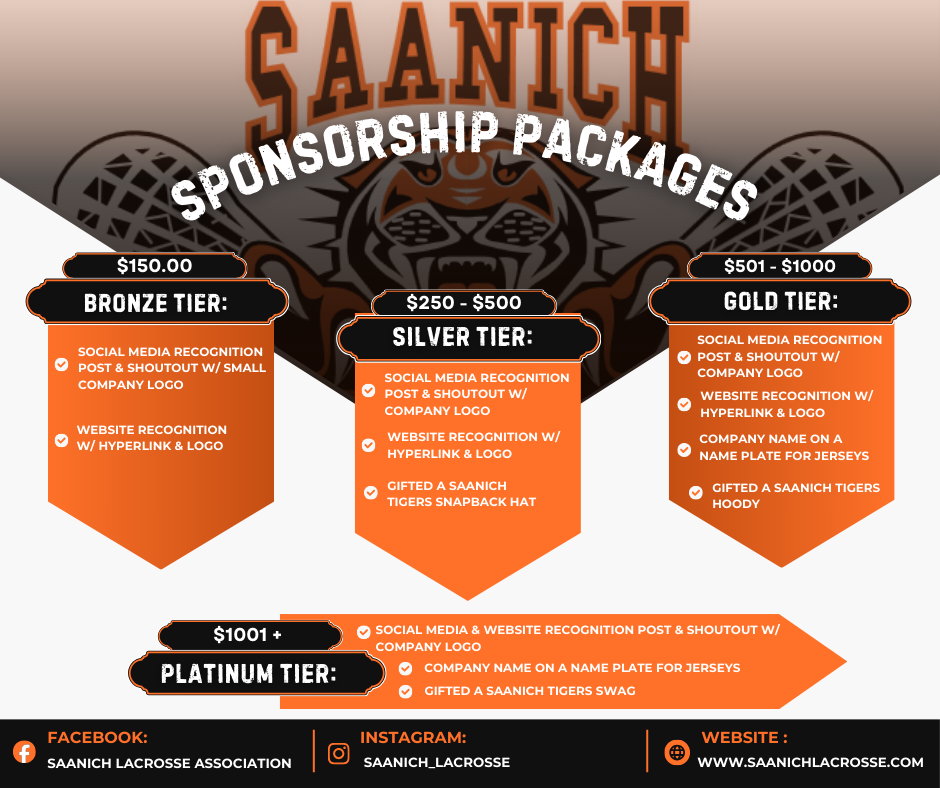 SAANICH
SPONSORSHIP PACKAGES
$150.00
BRONZE TIER:
SOCIAL MEDIA RECOGNITION
POST & SHOUTOUT W/ SMALL
COMPANY LOGO
WEBSITE RECOGNITION
W/ HYPERLINK & LOGO
$250 - $500
SILVER TIER:
SOCIAL MEDIA RECOGNITION
POST & SHOUTOUT W/
COMPANY LOGO
WEBSITE RECOGNITION W/
HYPERLINK & LOGO
GIFTED A SAANICH
TIGERS SNAPBACK HAT
$501 - $1000
GOLD TIER:
SOCIAL MEDIA RECOGNITION
POST & SHOUTOUT W/
COMPANY LOGO
WEBSITE RECOGNITION W/
HYPERLINK & LOGO
COMPANY NAME ON A
NAME PLATE FOR JERSEYS
GIFTED A SAANICH TIGERS
HOODY
$1001 +
PLATINUM TIER:
SOCIAL MEDIA & WEBSITE RECOGNITION POST & SHOUTOUT W/
COMPANY LOGO
COMPANY NAME ON A NAME PLATE FOR JERSEYS
GIFTED A SAANICH TIGERS SWAG
FACEBOOK:
SAANICH LACROSSE ASSOCIATION
INSTAGRAM:
SAANICH_LACROSSE
WEBSITE :
WWW.SAANICHLACROSSE.COM